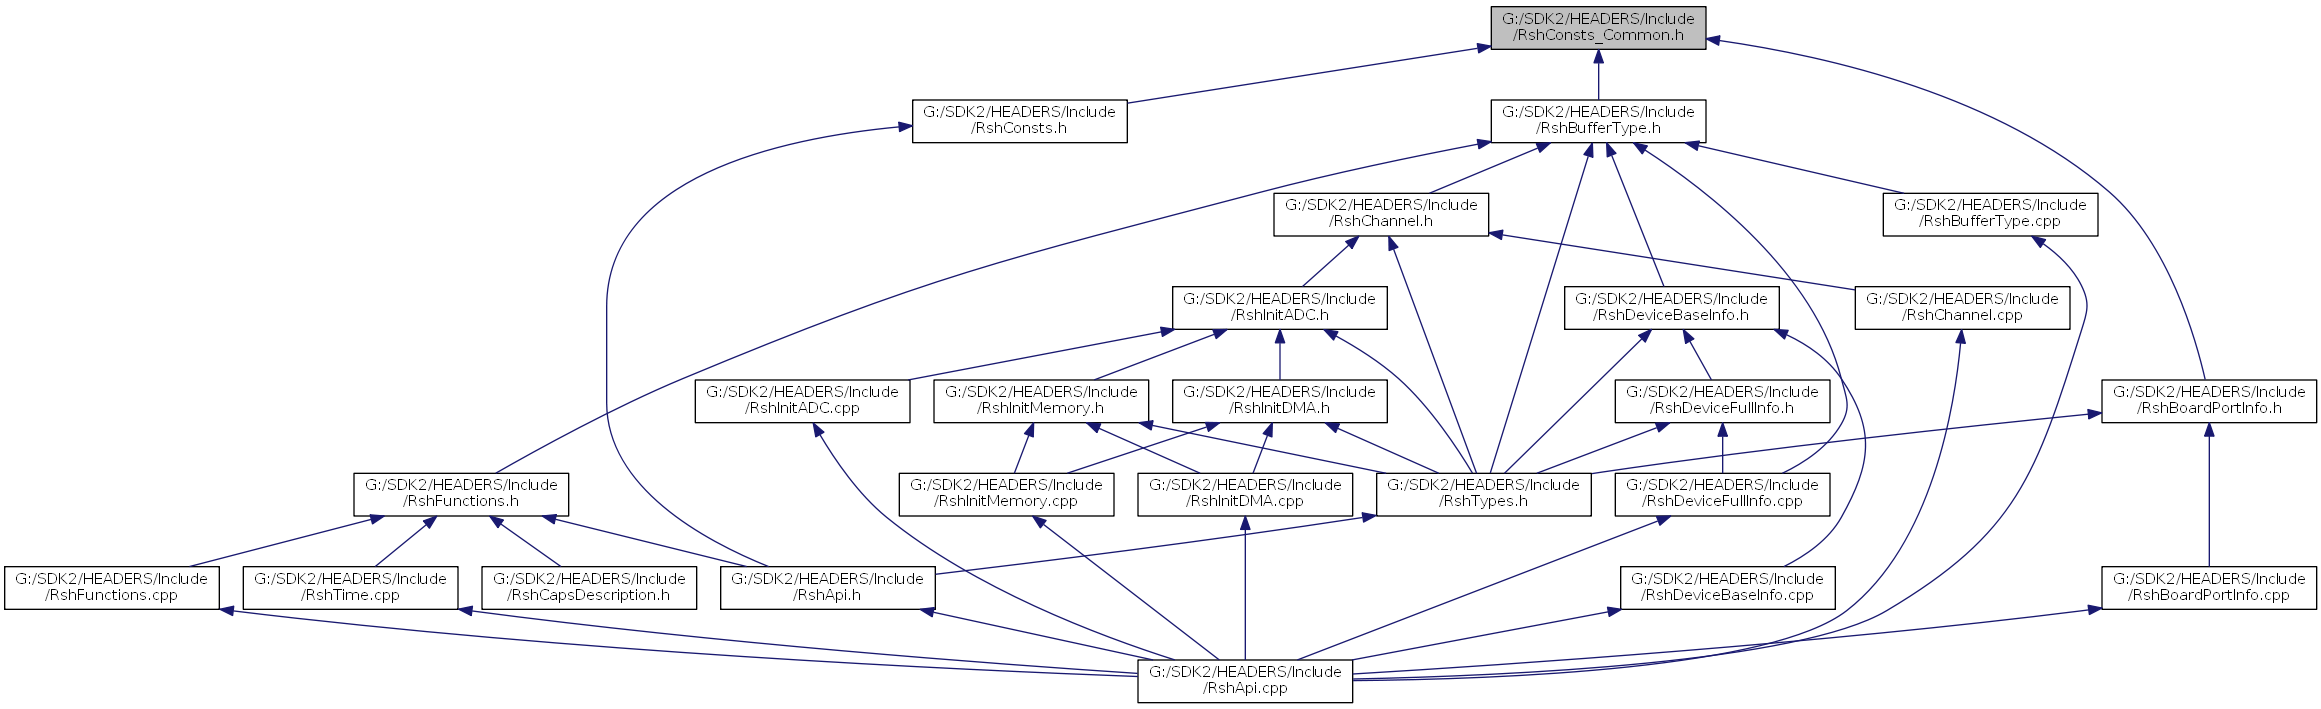 G:/SDK2/HEADERS/Include
/RshConsts_Common.h
G:/SDK2/HEADERS/Include
/RshConsts.h
G:/SDK2/HEADERS/Include
/RshBufferType.h
G:/SDK2/HEADERS/Include
/RshChannel.h
G:/SDK2/HEADERS/Include
/RshBufferType.cpp
G:/SDK2/HEADERS/Include
/RshInitADC.h
G:/SDK2/HEADERS/Include
/RshDeviceBaseInfo.h
G:/SDK2/HEADERS/Include
/RshChannel.cpp
G:/SDK2/HEADERS/Include
/RshInitADC.cpp
G:/SDK2/HEADERS/Include
/RshInitMemory.h
G:/SDK2/HEADERS/Include
/RshInitDMA.h
G:/SDK2/HEADERS/Include
/RshDeviceFullInfo.h
G:/SDK2/HEADERS/Include
/RshBoardPortInfo.h
G:/SDK2/HEADERS/Include
/RshFunctions.h
G:/SDK2/HEADERS/Include
/RshInitMemory.cpp
G:/SDK2/HEADERS/Include
/RshInitDMA.cpp
G:/SDK2/HEADERS/Include
/RshTypes.h
G:/SDK2/HEADERS/Include
/RshDeviceFullInfo.cpp
G:/SDK2/HEADERS/Include
/RshFunctions.cpp
G:/SDK2/HEADERS/Include
/RshTime.cpp
G:/SDK2/HEADERS/Include
/RshCapsDescription.h
G:/SDK2/HEADERS/Include
/RshApi.h
G:/SDK2/HEADERS/Include
/RshDeviceBaseInfo.cpp
G:/SDK2/HEADERS/Include
/RshBoardPortInfo.cpp
G:/SDK2/HEADERS/Include
/RshApi.cpp